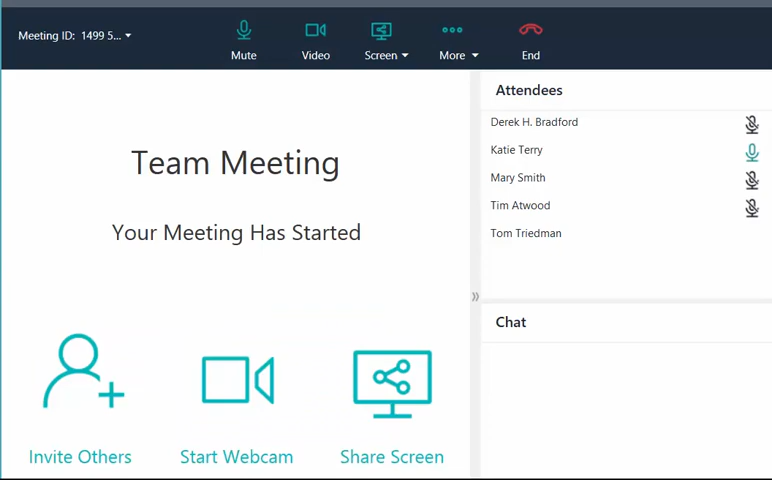 Meeting ID: 1499 5...
Mute
Video
Screen
More
End
Team Meeting
Your Meeting Has Started
Invite Others
Start Webcam
Share Screen
Attendees
Derek H. Bradford
Katie Terry
Mary Smith
Tim Atwood
Tom Triedman
Chat